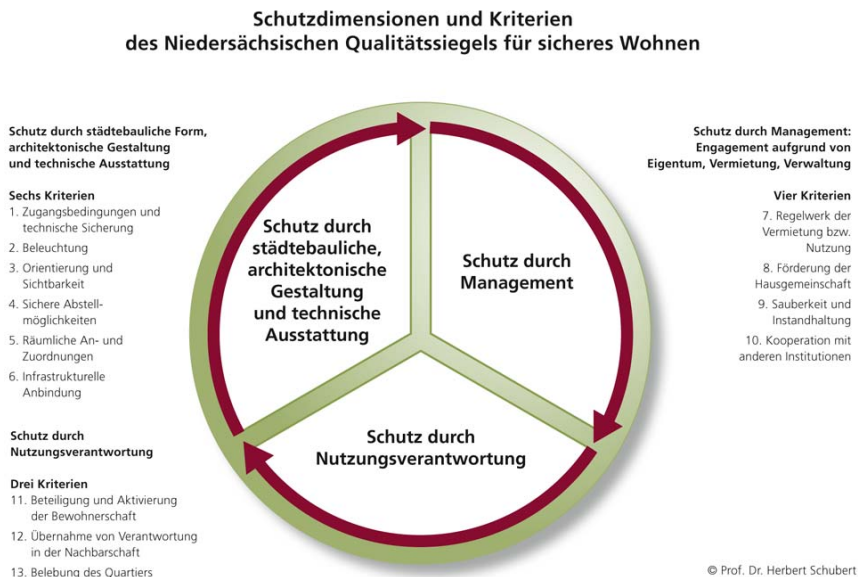 Schutzdimensionen und Kriterien
des Niedersächsischen Qualitätssiegels für sicheres Wohnen
Schutz durch städtebauliche Form,
architektonische Gestaltung
und technische Ausstattung
Sechs Kriterien
1. Zugangsbedingungen und
technische Sicherung
2. Beleuchtung
3. Orientierung und
Sichtbarkeit
4. Sichere Abstell-
möglichkeiten
5. Räumliche An- und
Zuordnungen
6. Infrastrukturelle
Anbindung
Schutz durch
Nutzungsverantwortung
Drei Kriterien
11. Beteiligung und Aktivierung
der Bewohnerschaft
12. Übernahme von Verantwortung
in der Nachbarschaft
13. Belebung des Quartiers
Schutz durch
städtebauliche,
architektonische
Gestaltung
und technische
Ausstattung
Schutz durch
Management
Schutz durch
Nutzungsverantwortung
Schutz durch Management:
Engagement aufgrund von
Eigentum, Vermietung, Verwaltung
Vier Kriterien
7. Regelwerk der
Vermietung bzw.
Nutzung
8. Förderung der
Hausgemeinschaft
9. Sauberkeit und
Instandhaltung
10. Kooperation mit
anderen Institutionen
© Prof. Dr. Herbert Schubert